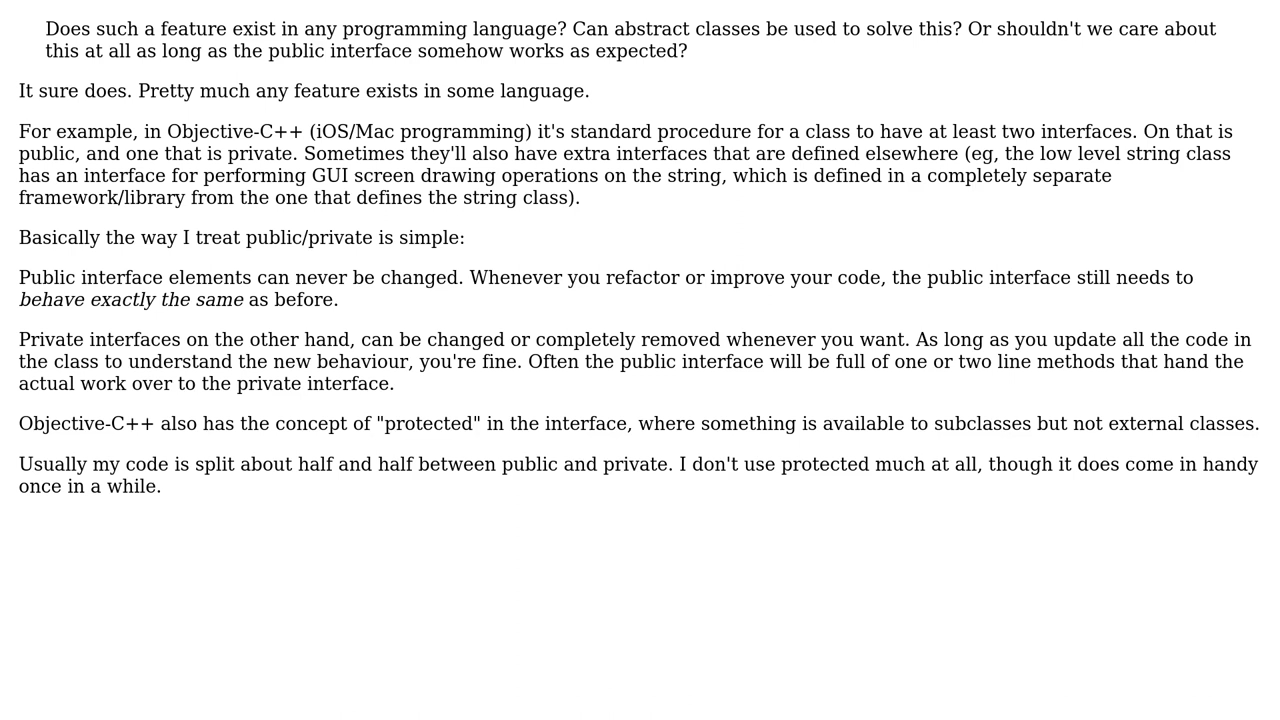 Does such a feature exist in any programming language? Can abstract classes be used to solve this? Or shouldn't we care about
this at all as long as the public interface somehow works as expected?
It sure does. Pretty much any feature exists in some language.
For example, in Objective-C++ (iOS/Mac programming) it's standard procedure for a class to have at least two interfaces. On that is
public, and one that is private. Sometimes they'll also have extra interfaces that are defined elsewhere (eg, the low level string class
has an interface for performing GUI screen drawing operations on the string, which is defined in a completely separate
framework/library from the one that defines the string class).
Basically the way I treat public/private is simple:
Public interface elements can never be changed. Whenever you refactor or improve your code, the public interface still needs to
behave exactly the same as before.
Private interfaces on the other hand, can be changed or completely removed whenever you want. As long as you update all the code in
the class to understand the new behaviour, you're fine. Often the public interface will be full of one or two line methods that hand the
actual work over to the private interface.
Objective-C++ also has the concept of "protected" in the interface, where something is available to subclasses but not external classes.
Usually my code is split about half and half between public and private. I don't use protected much at all, though it does come in handy
once in a while.